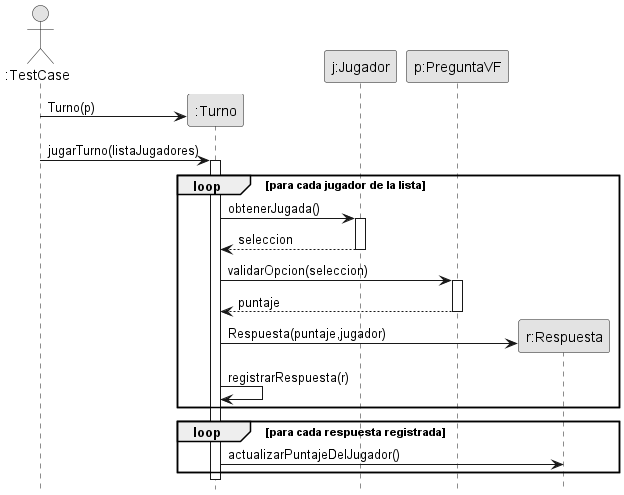 :TestCase
j:Jugador
p:PreguntaVF
Turno(p)
:Turno
jugarTurno(listaJugadores)
loop
[para cada jugador de la lista]
obtenerJugada()
seleccion
validarOpcion(seleccion)
puntaje
Respuesta(puntaje,jugador)
r:Respuesta
registrarRespuesta(r)
loop
[para cada respuesta registrada]
actualizarPuntajeDelJugador()